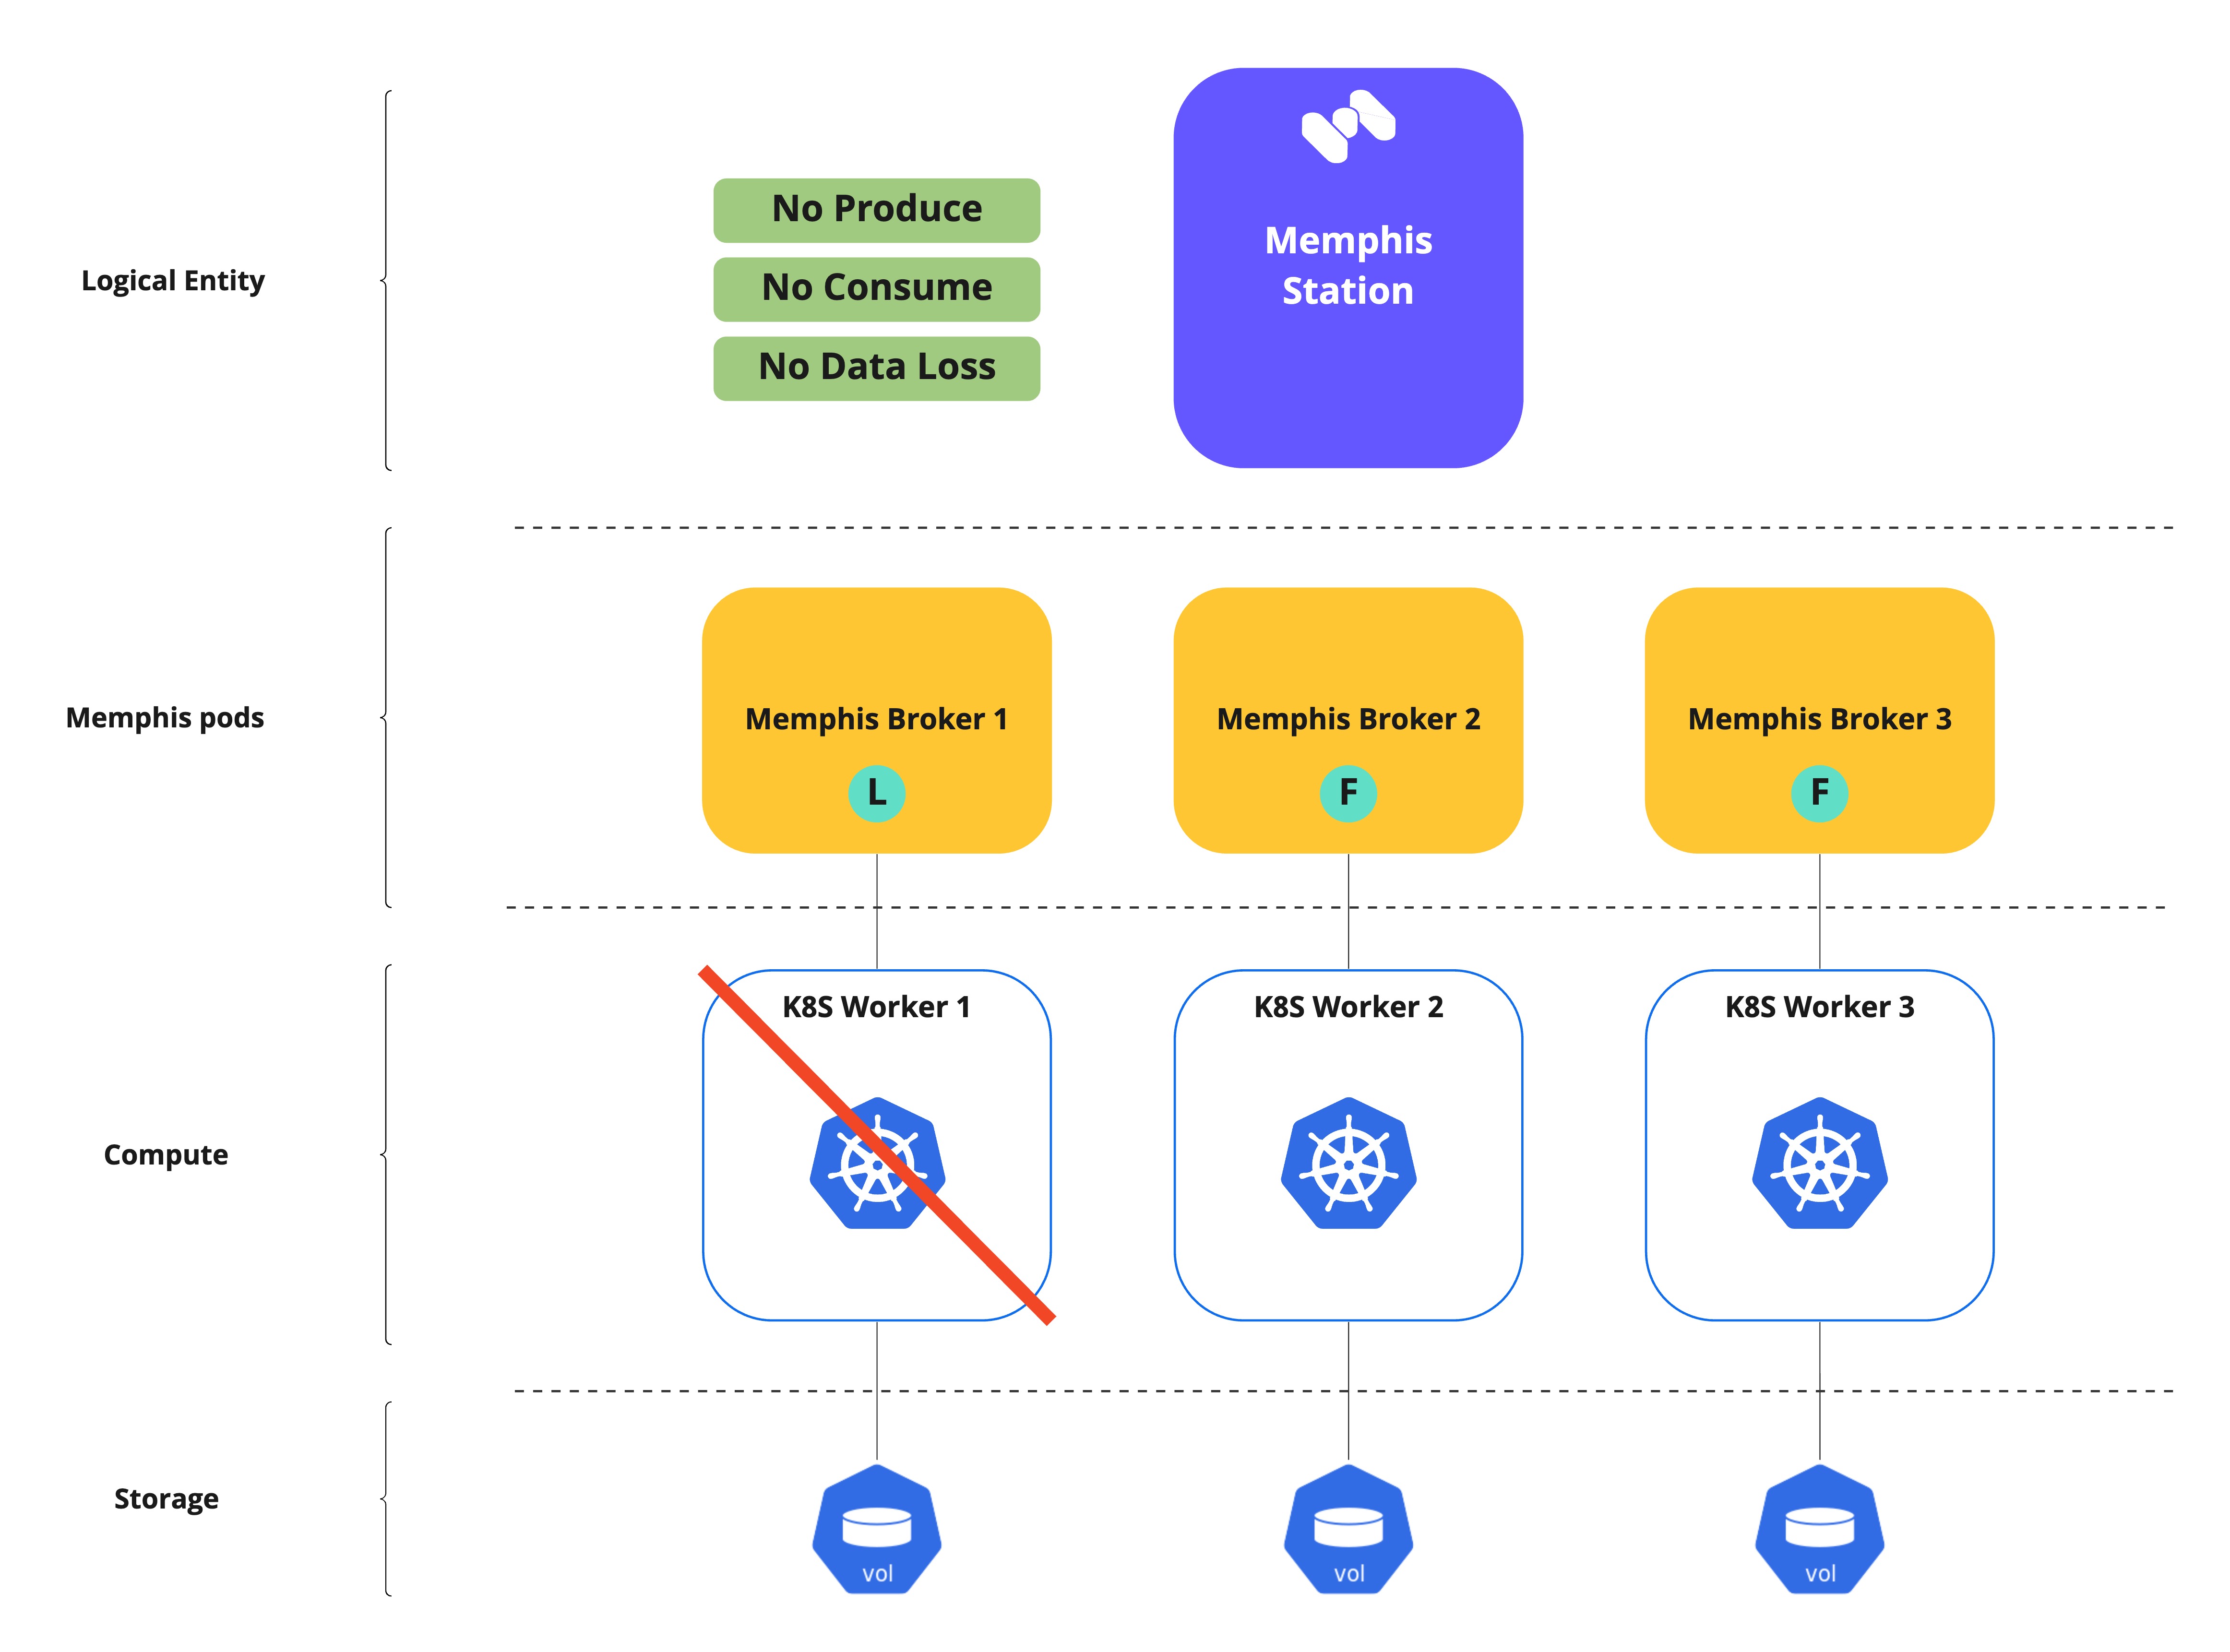 Logical Entity
No Produce
No Consume
No Data Loss
Memphis
Station
Memphis pods
Memphis Broker 1
L
Memphis Broker 2
F
Memphis Broker 3
F
Compute
K8S Worker 1
K8S Worker 2
K8S Worker 3
Storage
vol
vol
vol